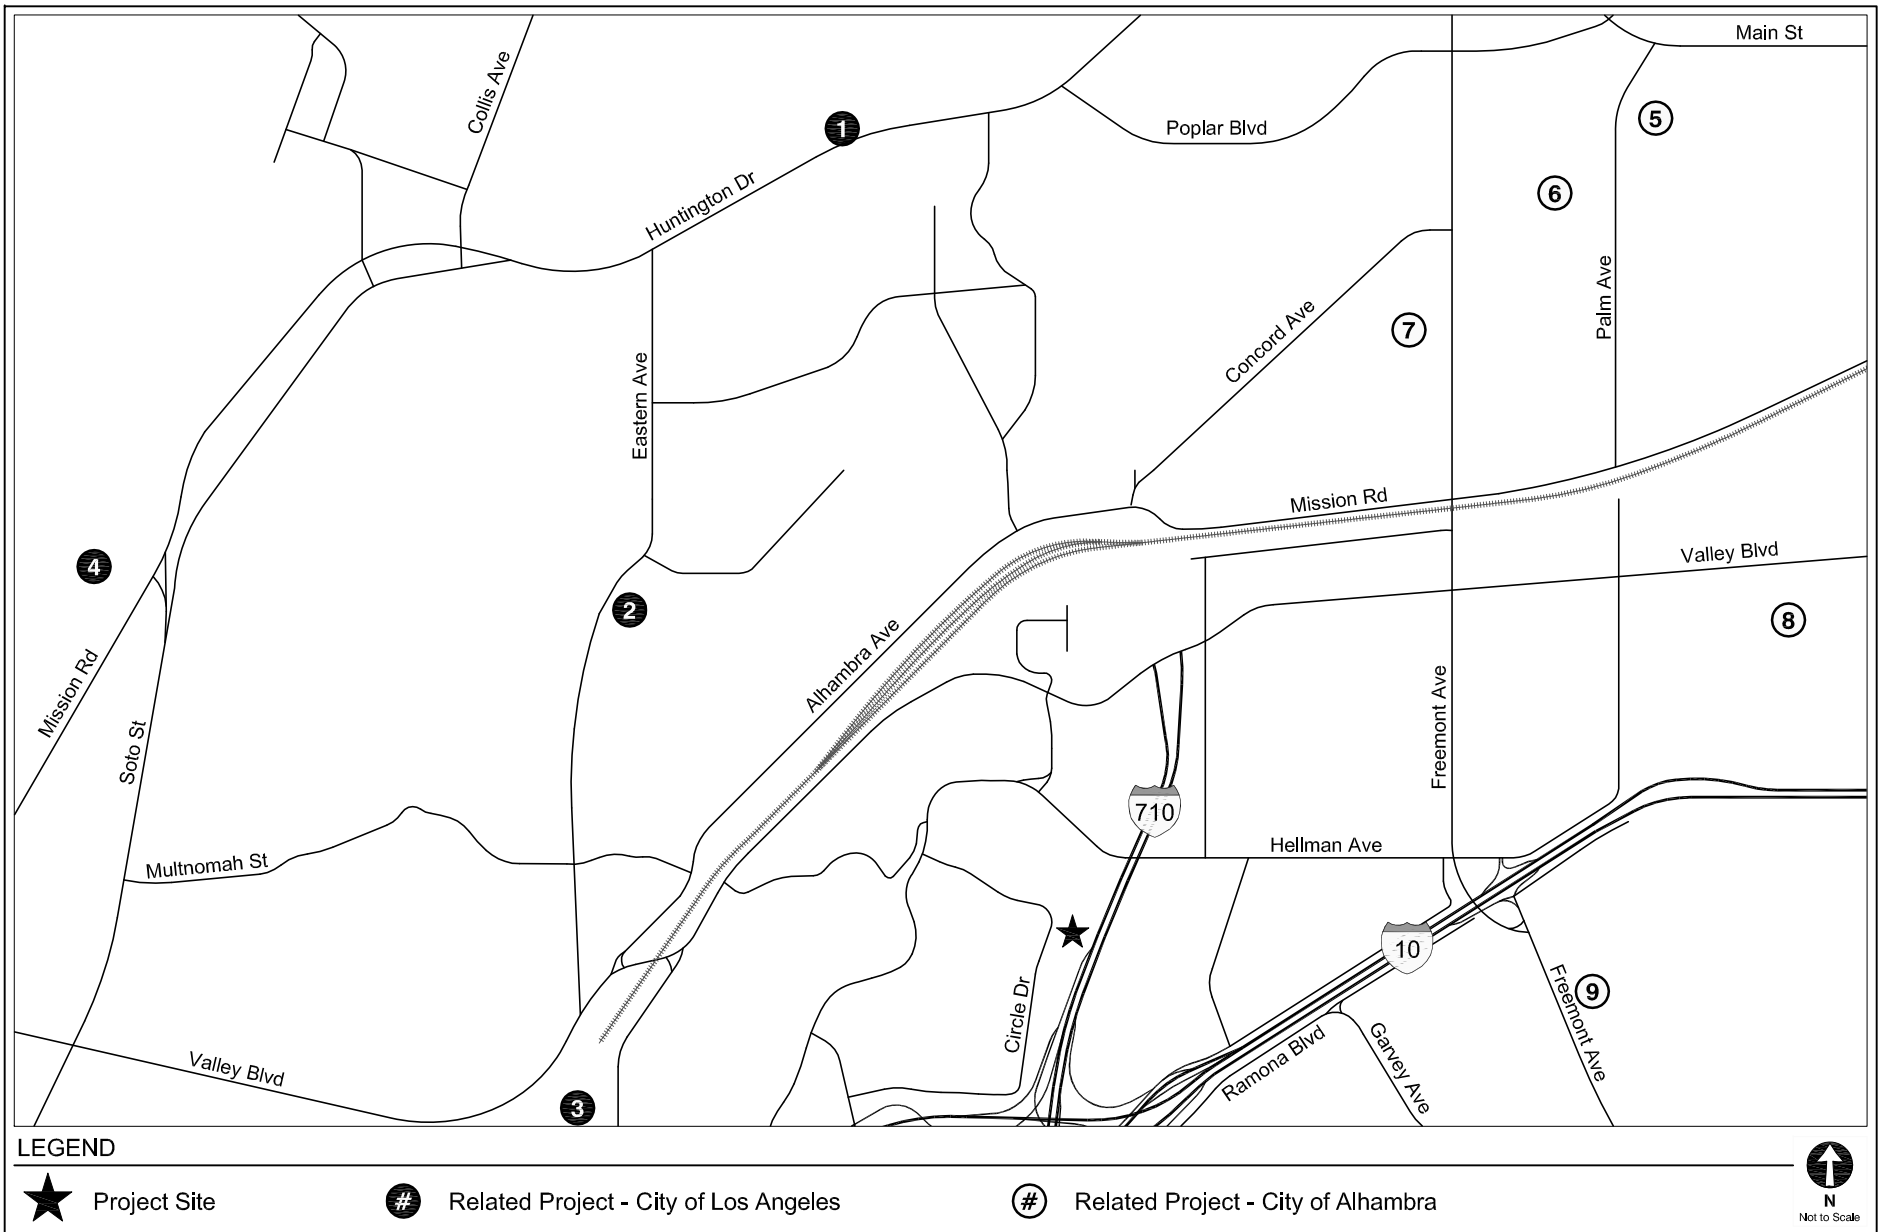 Main St
Collis Ave
1
Poplar Blvd
5
6
Huntington Dr
Palm Ave
7
Concord Ave
Eastern Ave
Mission Rd
Valley Blvd
4
2
8
Alhambra Ave
Mission Rd
Soto St
Freemont Ave
710
Hellman Ave
Multnomah St
10
Circle Dr
Freemont Ave
9
Valley Blvd
Ramona Blvd
Garvey Ave
3
LEGEND
Project Site
# Related Project - City of Los Angeles
# Related Project - City of Alhambra
N
Not to Scale